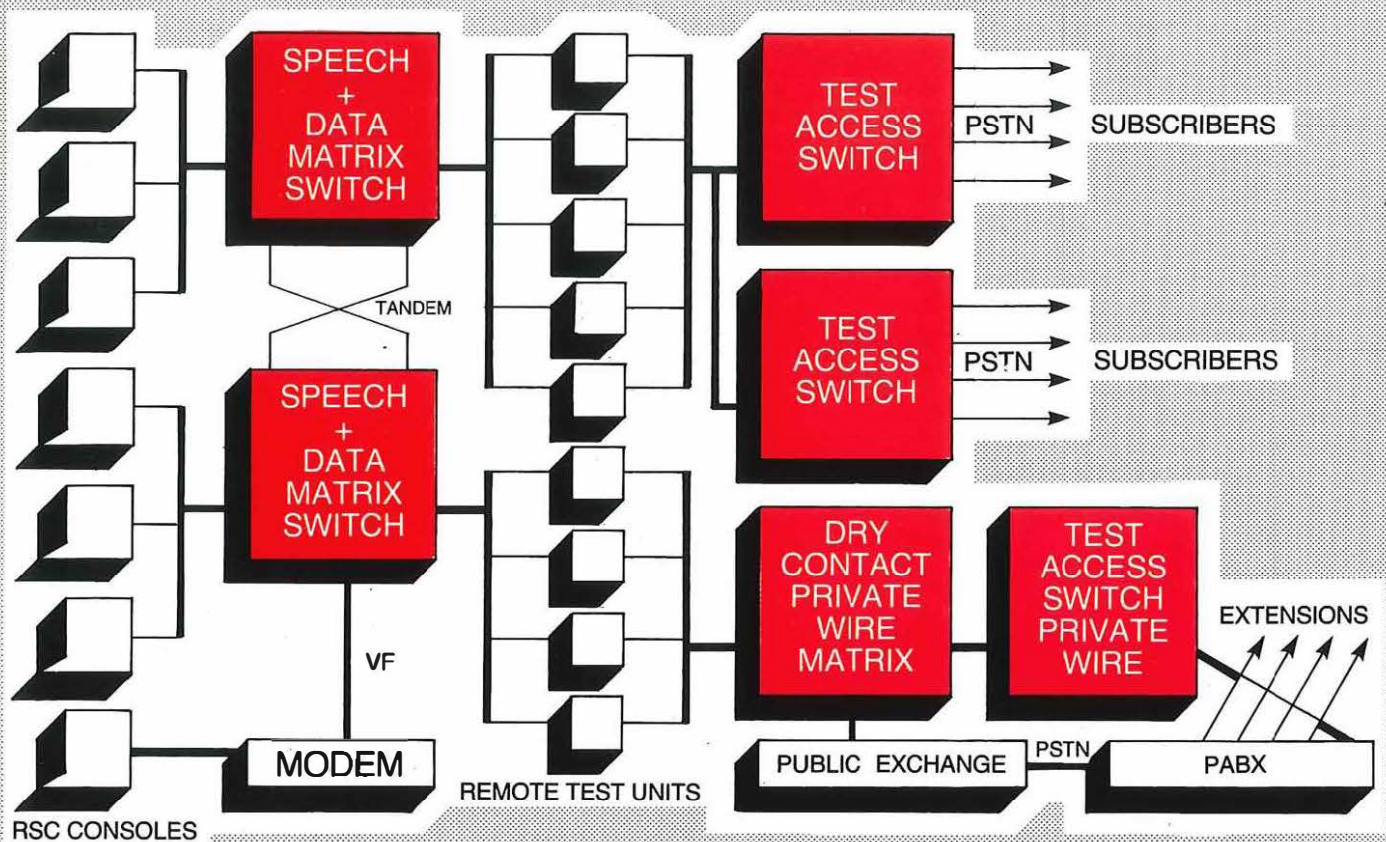 SPEECH
+
DATA
MATRIX
SWITCH
TEST
ACCESS
SWITCH
PSTN
SUBSCRIBERS
TANDEM
TEST
ACCESS
SWITCH
PSTN
SUBSCRIBERS
SPEECH
+
DATA
MATRIX
SWITCH
DRY
CONTACT
PRIVATE
WIRE
MATRIX
TEST
ACCESS
SWITCH
PRIVATE
WIRE
EXTENSIONS
VF
MODEM
REMOTE TEST UNITS
PUBLIC EXCHANGE
PSTN
PABX
RSC CONSOLES